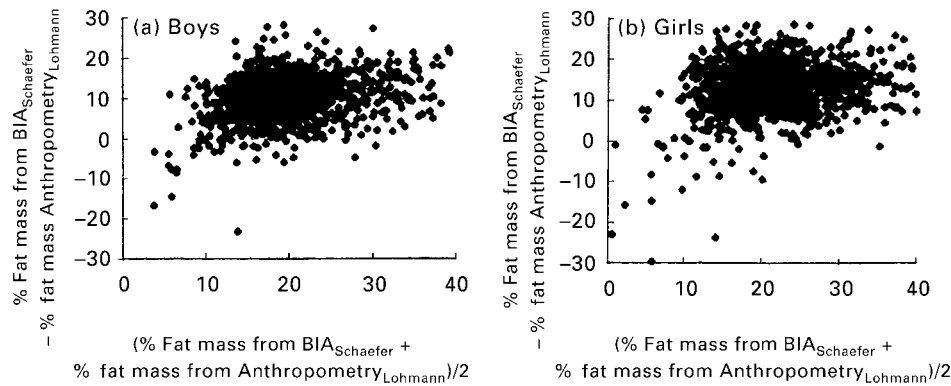 (a) Boys
% Fat mass from BIASchaefer
– % fat mass AnthropometryLohmann
30
20
10
0
–10
–20
–30
0
10
20
30
40
(% Fat mass from BIASchaefer +
% fat mass from AnthropometryLohmann)/2
(b) Girls
% Fat mass from BIASchaefer
– % fat mass AnthropometryLohmann
30
20
10
0
–10
–20
–30
0
10
20
30
40
(% Fat mass from BIASchaefer +
% fat mass from AnthropometryLohmann)/2